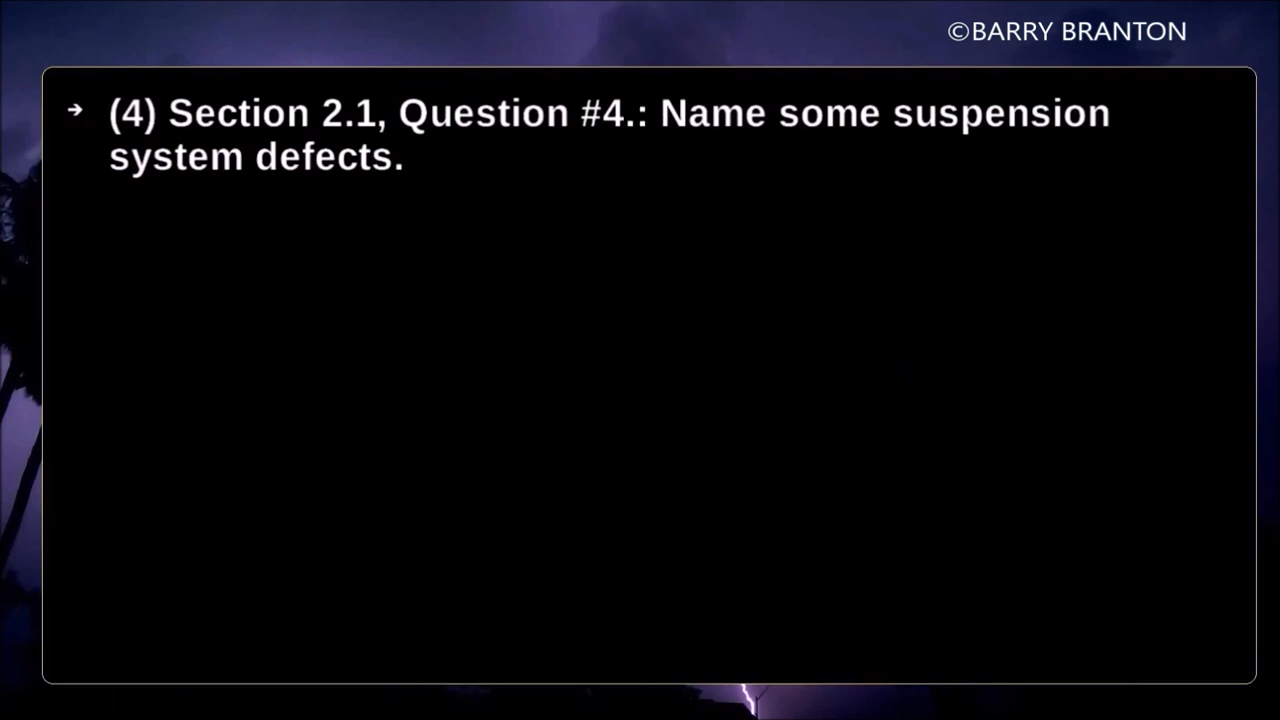 ©BARRY BRANTON
➔ (4) Section 2.1, Question #4.: Name some suspension
system defects.